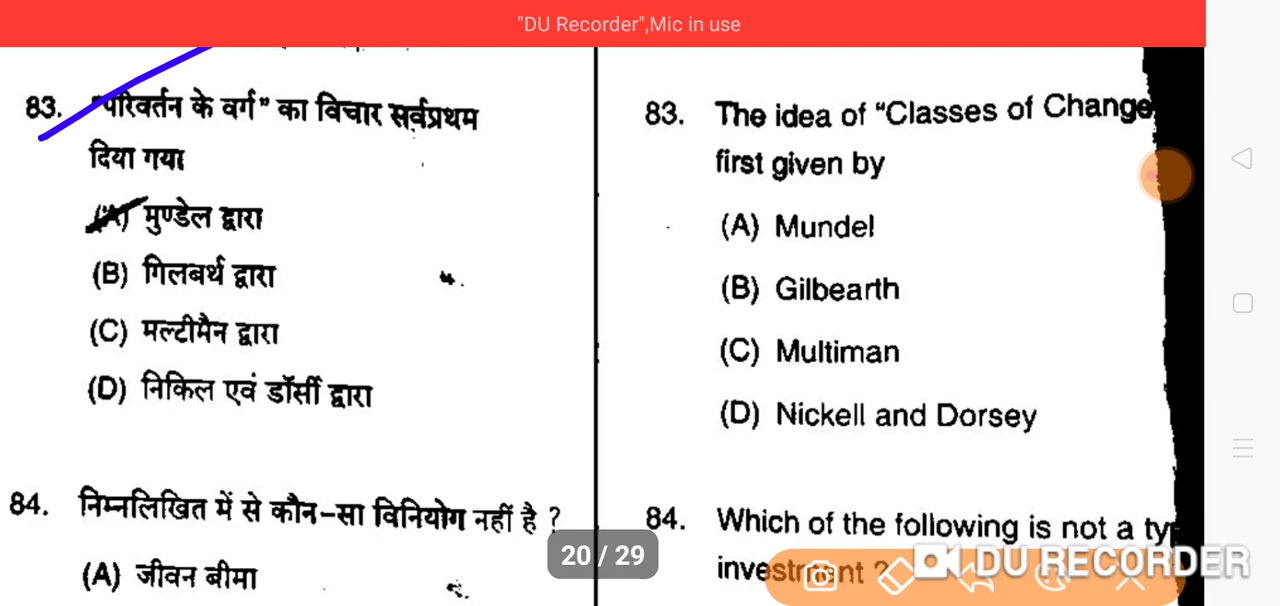 "DU Recorder",Mic in use
83. "परिवर्तन के वर्ग" का विचार सर्वप्रथम
दिया गया
(A) मुण्डेल द्वारा
(B) गिलबर्थ द्वारा
(C) मल्टीमैन द्वारा
(D) निकिल एवं डॉर्सी द्वारा
84. निम्नलिखित में से कौन-सा विनियोग नहीं है ?
(A) जीवन बीमा
83. The idea of "Classes of Change
first given by
(A) Mundel
(B) Gilbearth
(C) Multiman
(D) Nickell and Dorsey
84. Which of the following is not a ty
investment ?
20 / 29
DU RECORDER